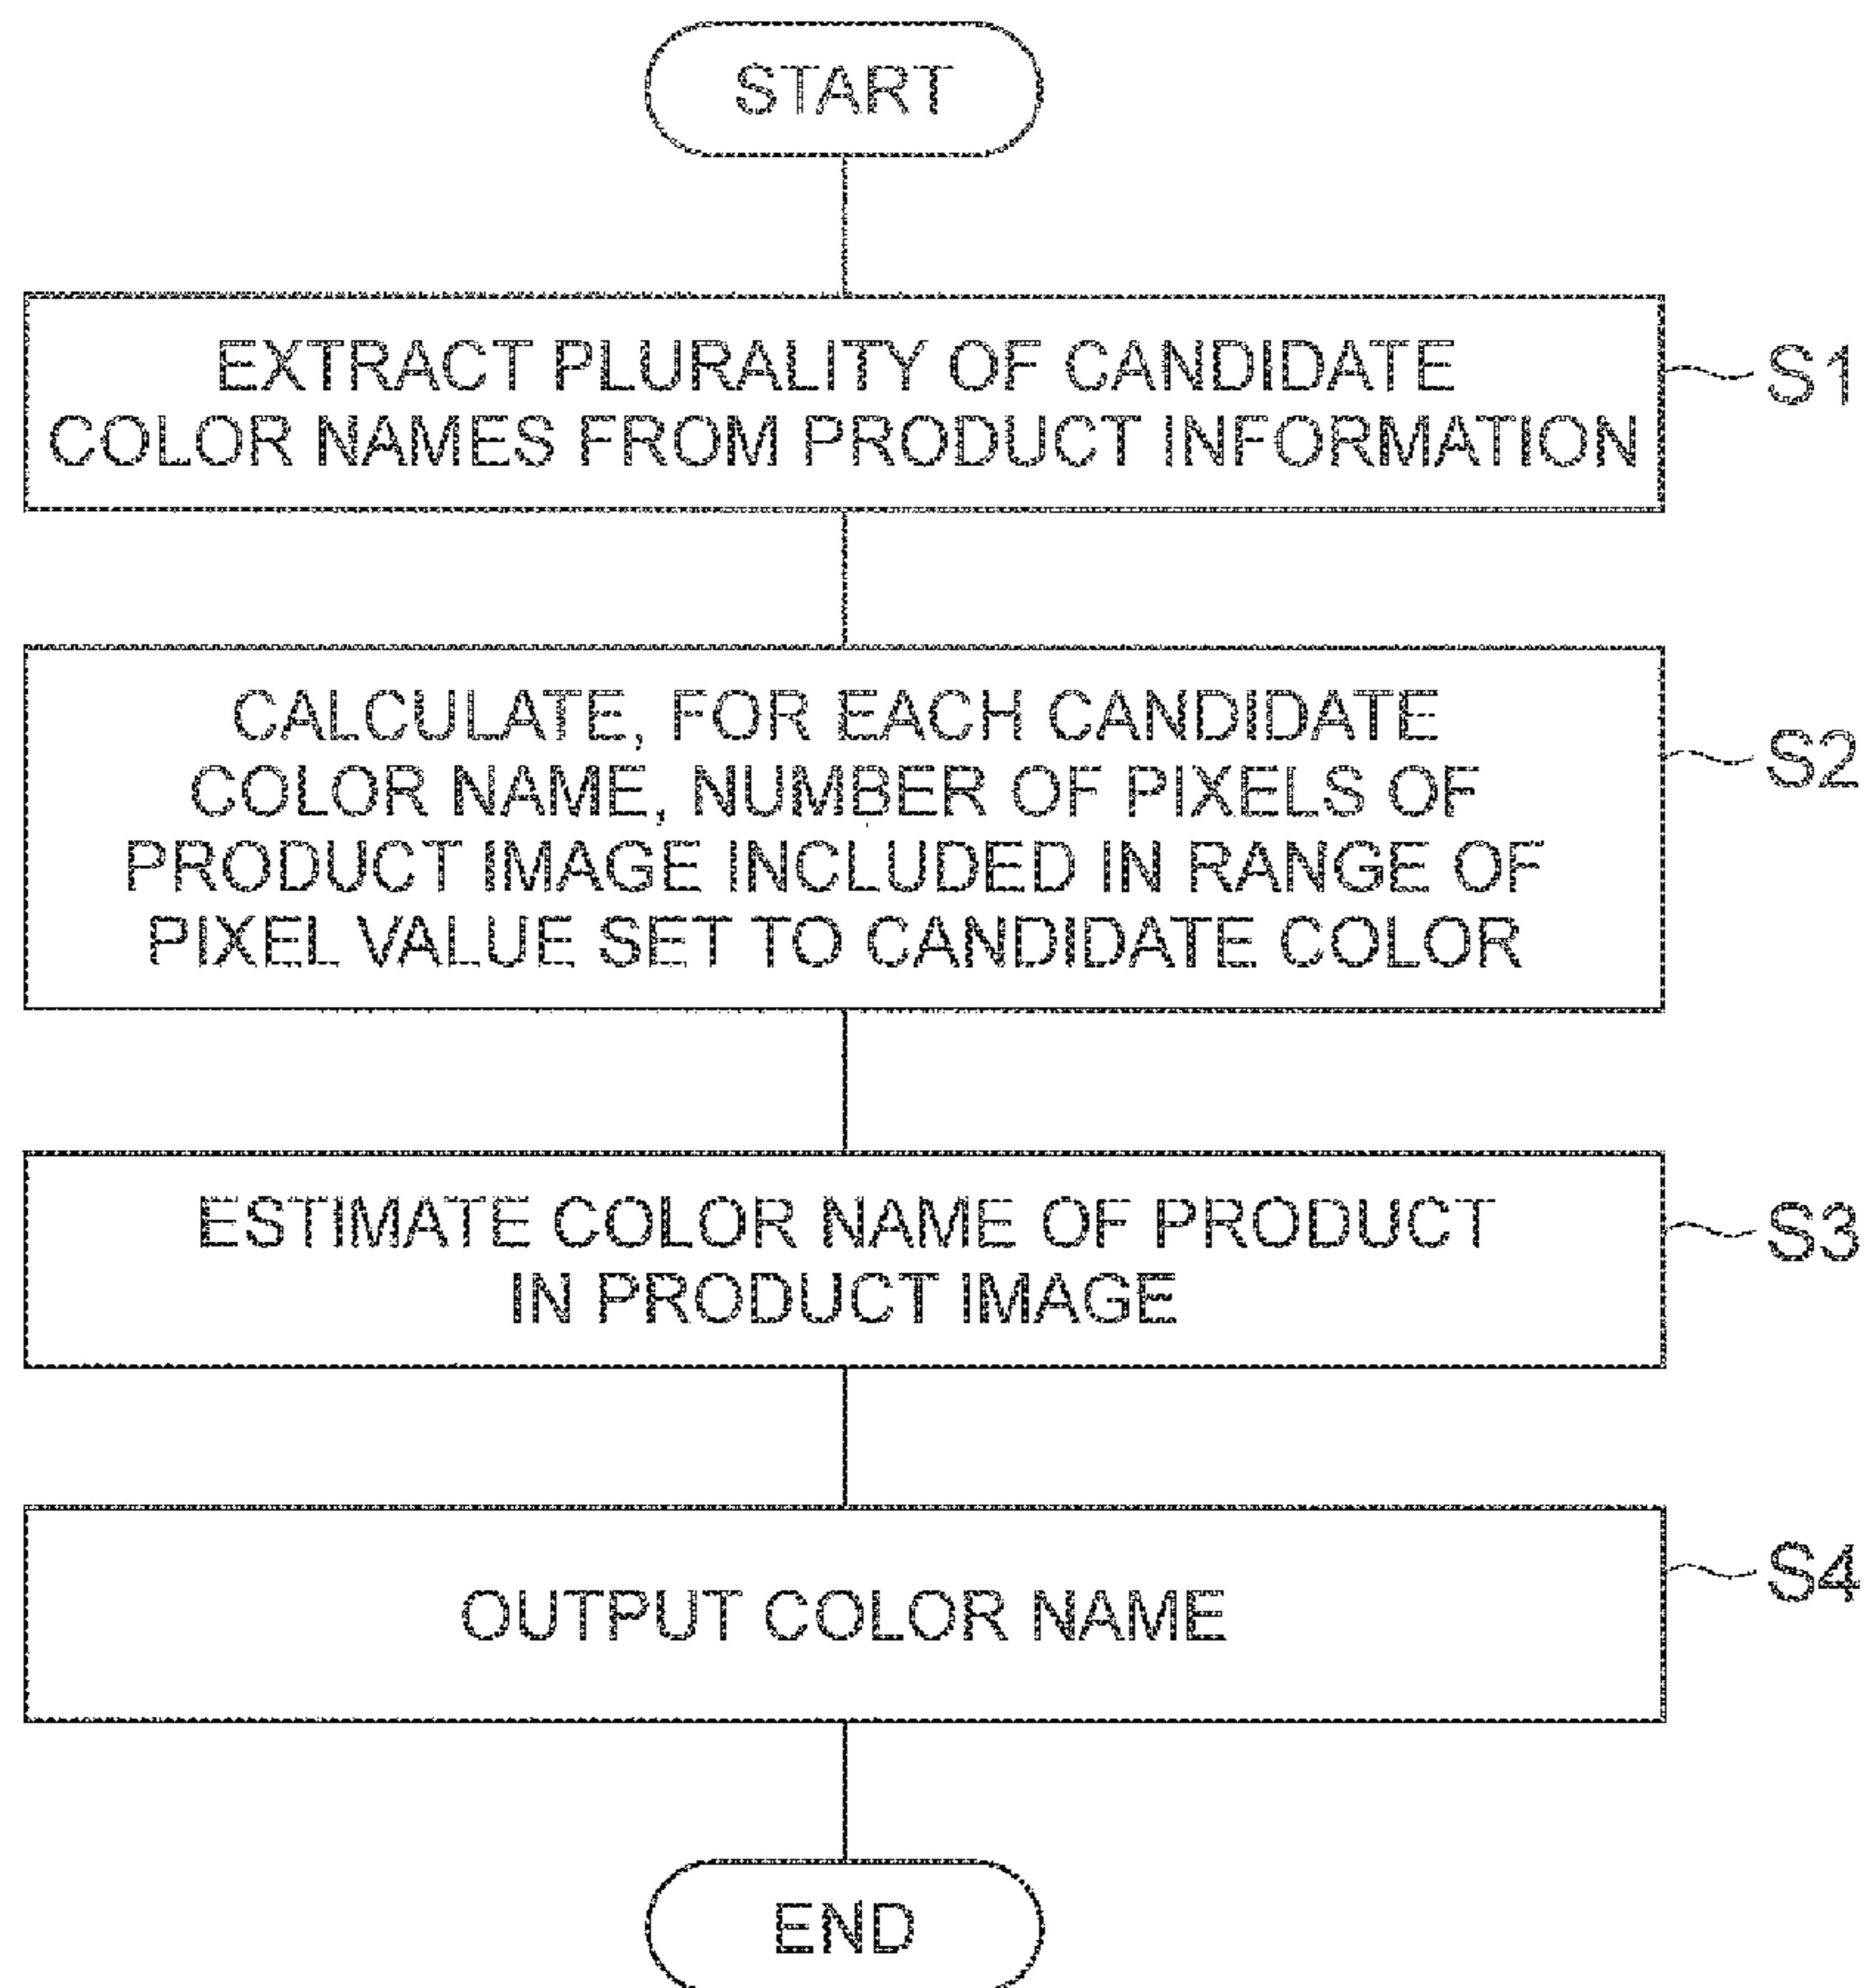 START
EXTRACT PLURALITY OF CANDIDATE
COLOR NAMES FROM PRODUCT INFORMATION
S1
CALCULATE, FOR EACH CANDIDATE
COLOR NAME, NUMBER OF PIXELS OF
PRODUCT IMAGE INCLUDED IN RANGE OF
PIXEL VALUE SET TO CANDIDATE COLOR
S2
ESTIMATE COLOR NAME OF PRODUCT
IN PRODUCT IMAGE
S3
OUTPUT COLOR NAME
S4
END